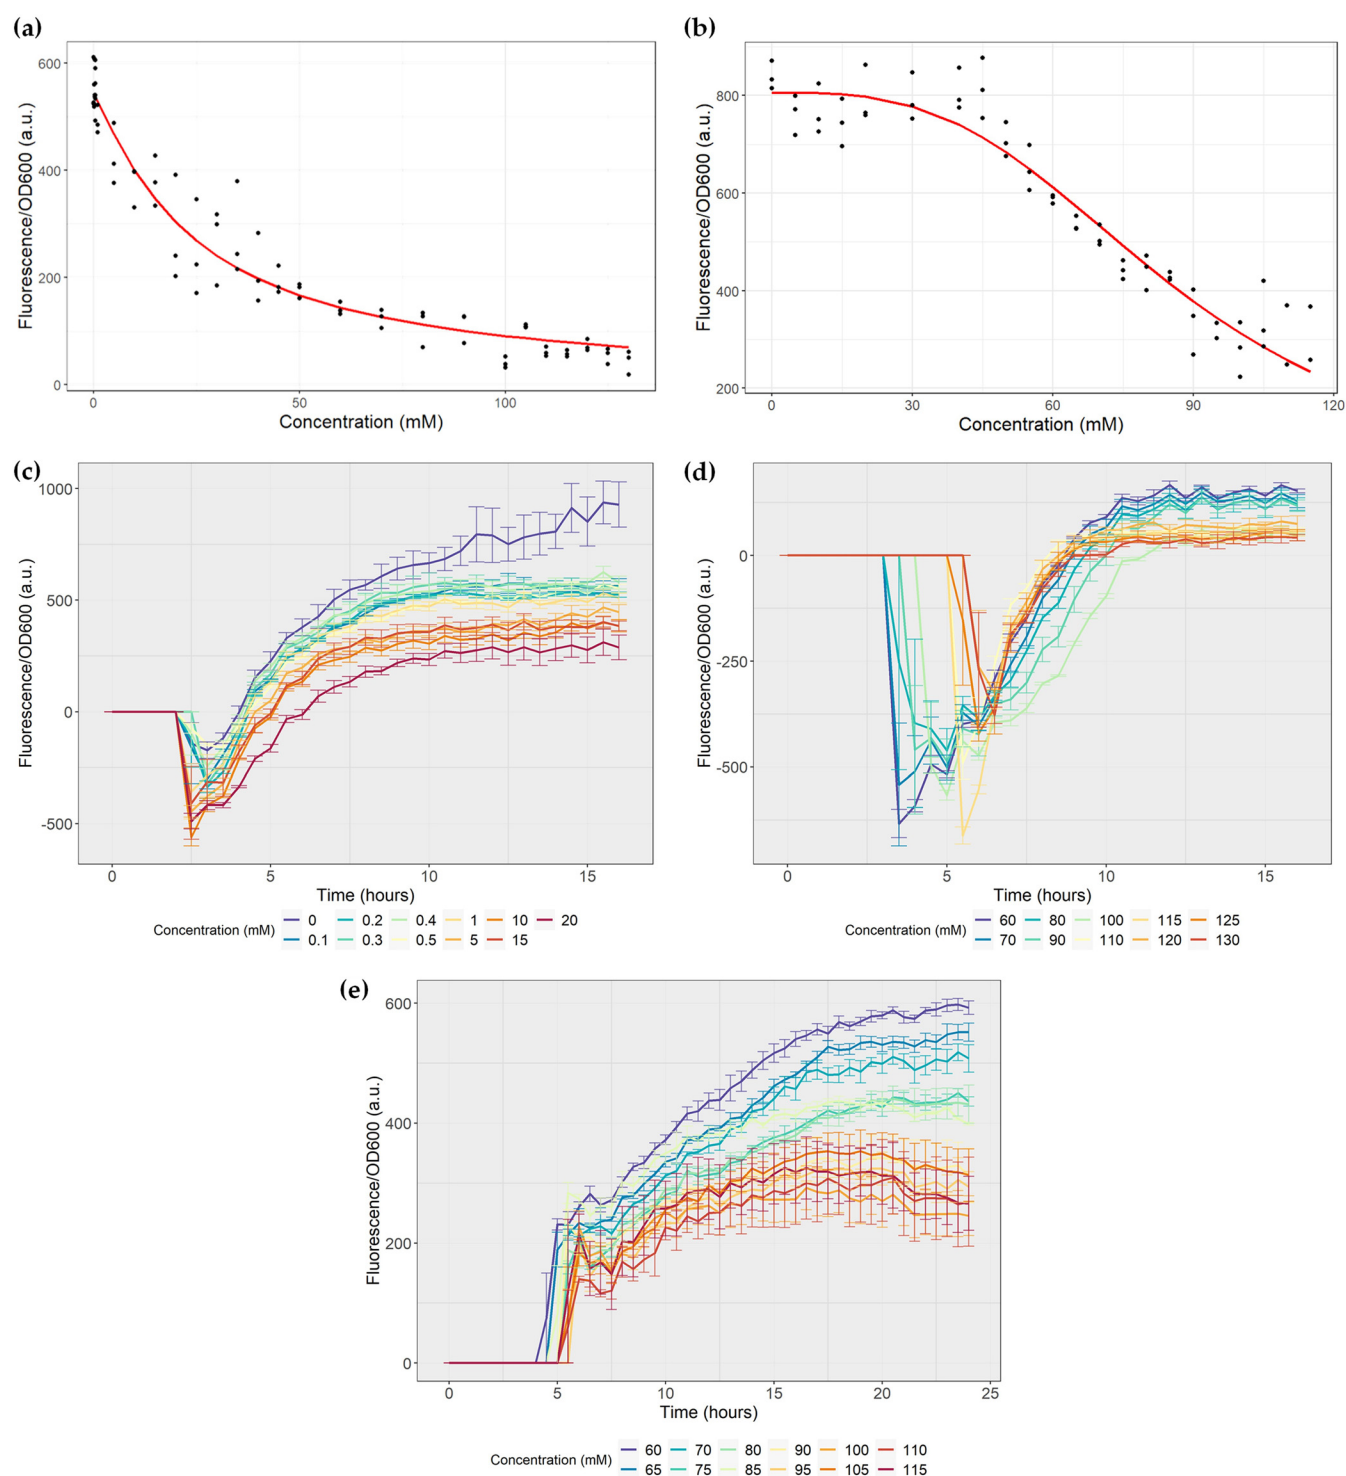 (a)
600
400
200
0
Fluorescence/OD600 (a.u.)
0 50 100
Concentration (mM)
(b)
800
600
400
200
Fluorescence/OD600 (a.u.)
0 30 60 90 120
Concentration (mM)
(c)
1000
500
0
-500
Fluorescence/OD600 (a.u.)
0 5 10 15
Time (hours)
Concentration (mM)
0 0.2 0.4 1 10 20
0.1 0.3 0.5 5 15
(d)
0
-250
-500
Fluorescence/OD600 (a.u.)
0 5 10 15
Time (hours)
Concentration (mM)
60 80 100 115 125
70 90 110 120 130
(e)
600
400
200
0
Fluorescence/OD600 (a.u.)
0 5 10 15 20 25
Time (hours)
Concentration (mM)
60 70 80 90 100 110
65 75 85 95 105 115